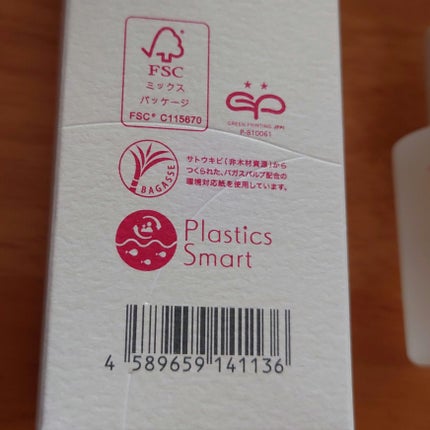 FSC
ミックス
パッケージ
FSC® C115670
GREEN PRINTING JFPI
P-B10061
BAGASSE
サトウキビ(非木材資源)から
つくられた、バガスパルプ配合の
環境対応紙を使用しています。
Plastics
Smart
4 589659 141136